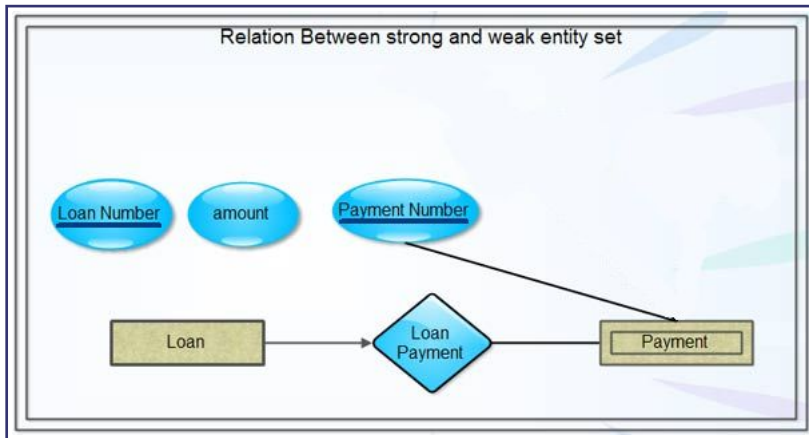 Relation Between strong and weak entity set
Loan Number
amount
Payment Number
Loan
Loan
Payment
Payment